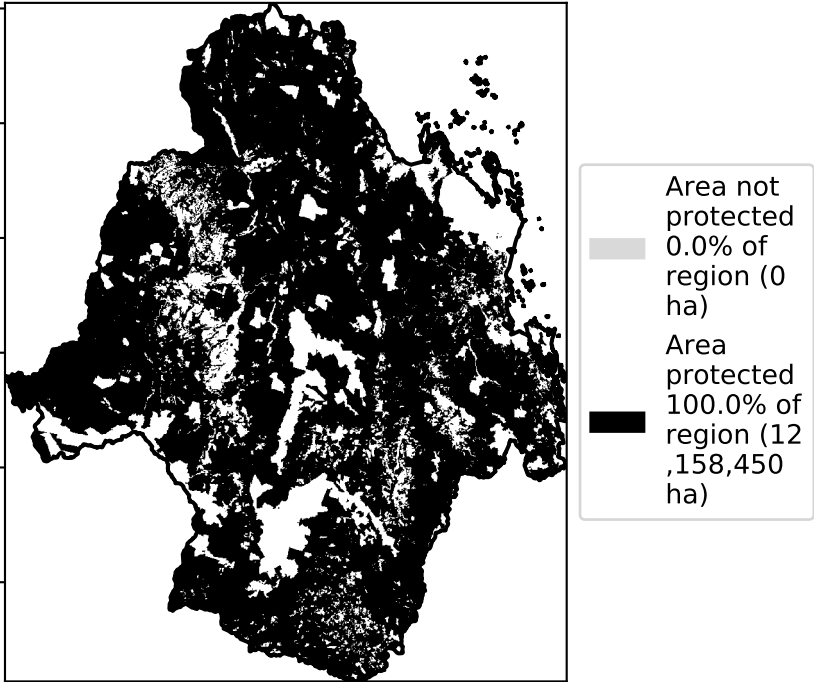 Area not
protected
0.0% of
region (0
ha)
Area
protected
100.0% of
region (12
,158,450
ha)